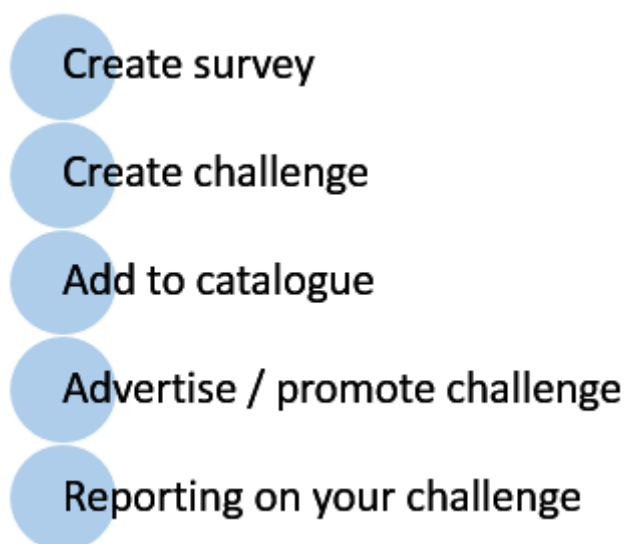 Create survey
Create challenge
Add to catalogue
Advertise / promote challenge
Reporting on your challenge